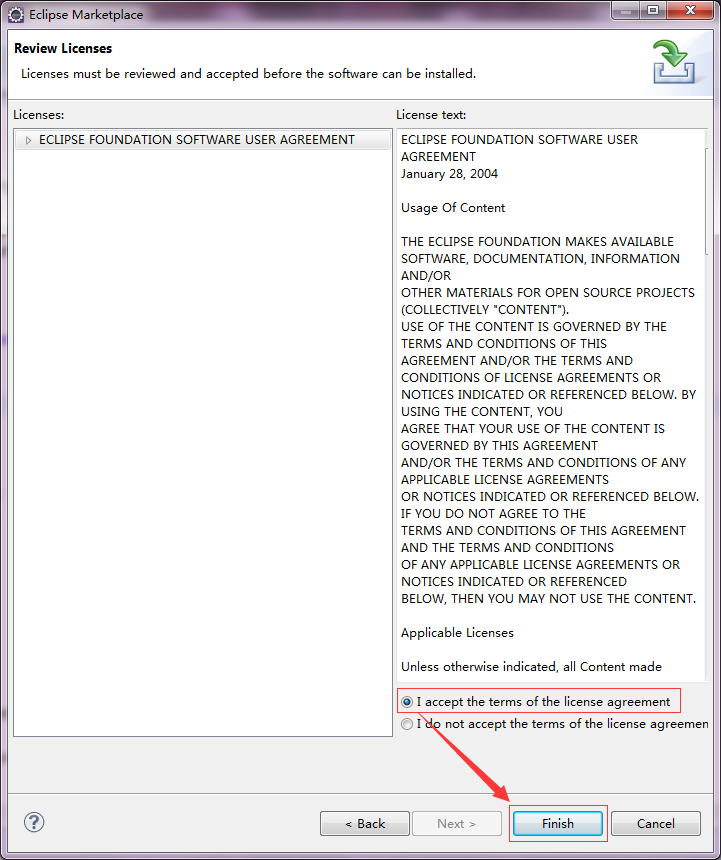 Eclipse Marketplace
Review Licenses
Licenses must be reviewed and accepted before the software can be installed.
Licenses:
ECLIPSE FOUNDATION SOFTWARE USER AGREEMENT
License text:
ECLIPSE FOUNDATION SOFTWARE USER
AGREEMENT
January 28, 2004
Usage Of Content
THE ECLIPSE FOUNDATION MAKES AVAILABLE
SOFTWARE, DOCUMENTATION, INFORMATION
AND/OR
OTHER MATERIALS FOR OPEN SOURCE PROJECTS
(COLLECTIVELY "CONTENT").
USE OF THE CONTENT IS GOVERNED BY THE
TERMS AND CONDITIONS OF THIS
AGREEMENT AND/OR THE TERMS AND
CONDITIONS OF LICENSE AGREEMENTS OR
NOTICES INDICATED OR REFERENCED BELOW. BY
USING THE CONTENT, YOU
AGREE THAT YOUR USE OF THE CONTENT IS
GOVERNED BY THIS AGREEMENT
AND/OR THE TERMS AND CONDITIONS OF ANY
APPLICABLE LICENSE AGREEMENTS
OR NOTICES INDICATED OR REFERENCED BELOW.
IF YOU DO NOT AGREE TO THE
TERMS AND CONDITIONS OF THIS AGREEMENT
AND THE TERMS AND CONDITIONS
OF ANY APPLICABLE LICENSE AGREEMENTS OR
NOTICES INDICATED OR REFERENCED
BELOW, THEN YOU MAY NOT USE THE CONTENT.
Applicable Licenses
Unless otherwise indicated, all Content made
I accept the terms of the license agreement
I do not accept the terms of the license agreemen
?
< Back
Next >
Finish
Cancel